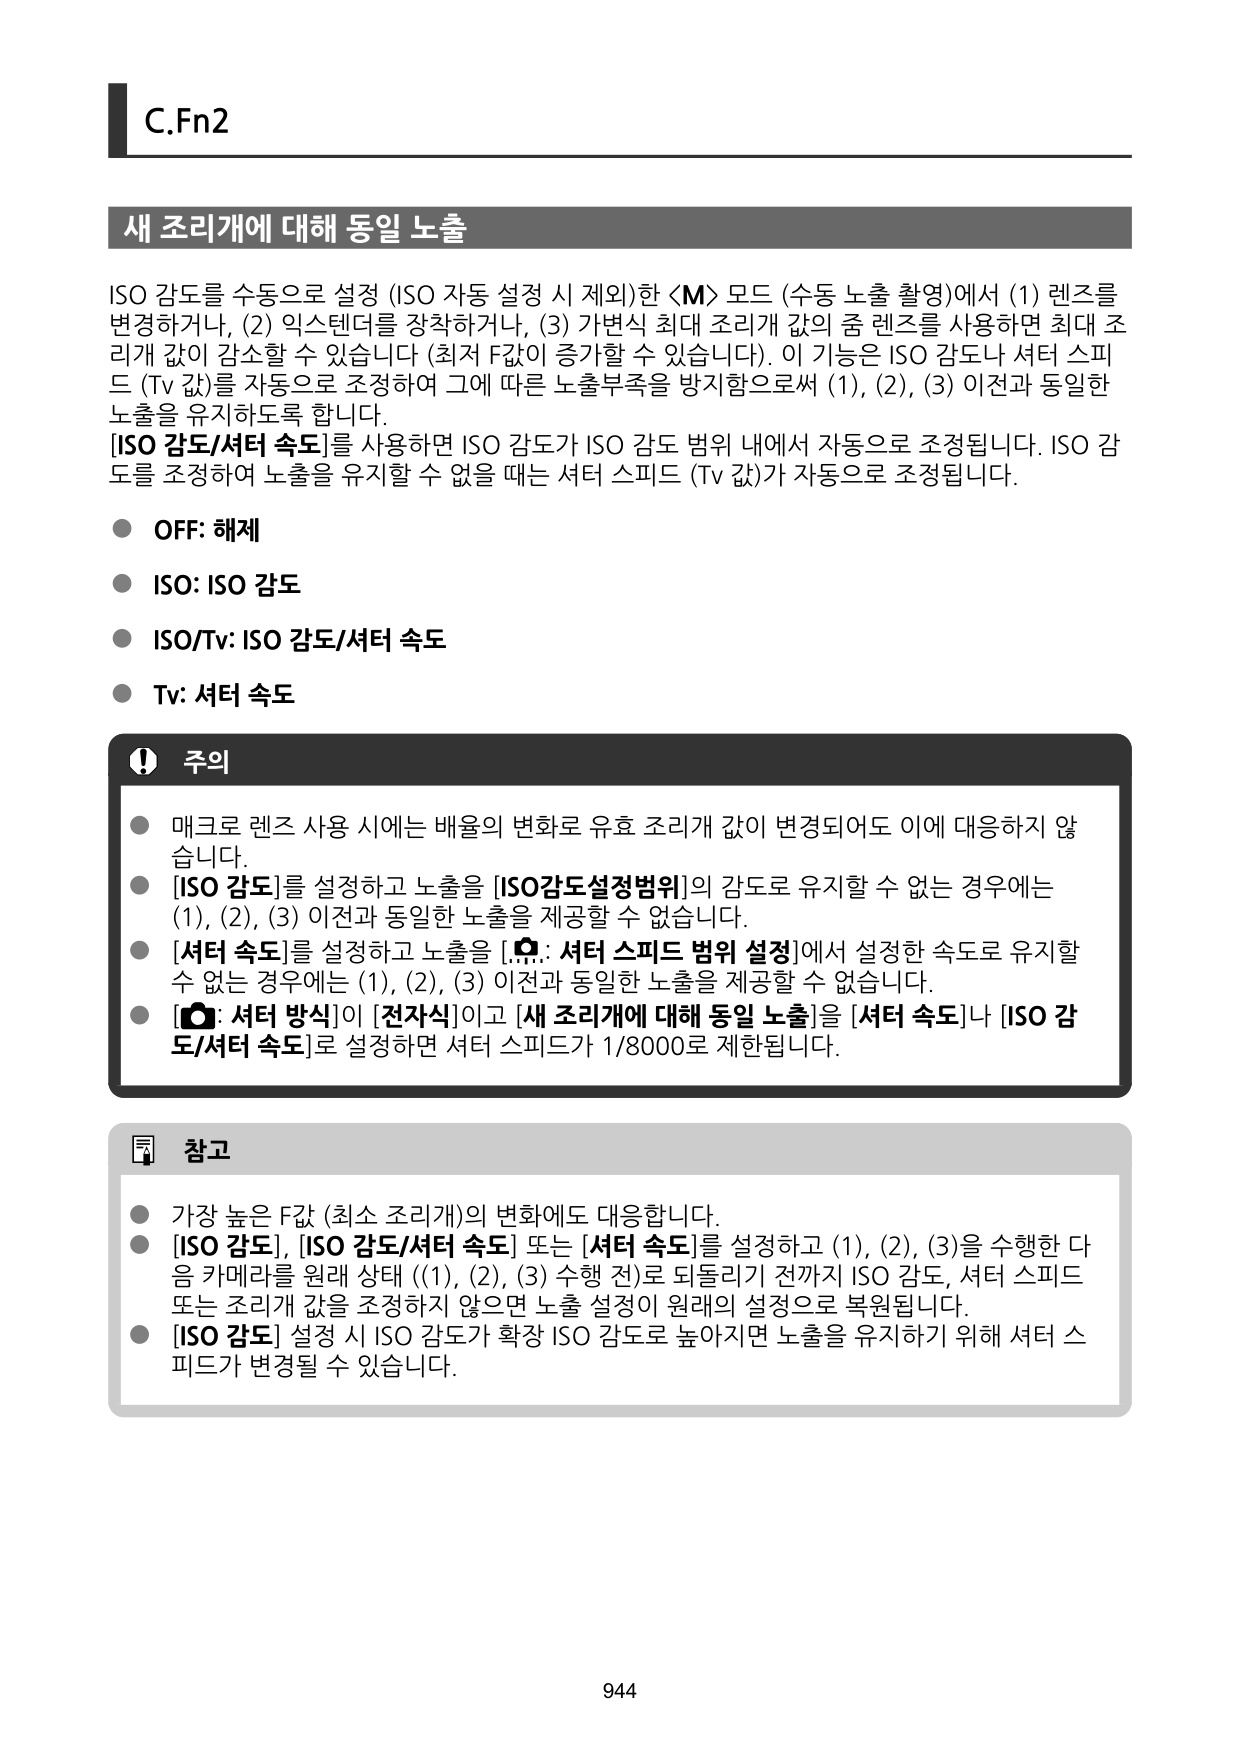 C.Fn2
새 조리개에 대해 동일 노출
ISO 감도를 수동으로 설정 (ISO 자동 설정 시 제외)한 <M> 모드 (수동 노출 촬영)에서 (1) 렌즈를
변경하거나, (2) 익스텐더를 장착하거나, (3) 가변식 최대 조리개 값의 줌 렌즈를 사용하면 최대 조
리개 값이 감소할 수 있습니다 (최저 F값이 증가할 수 있습니다). 이 기능은 ISO 감도나 셔터 스피
드 (Tv 값)를 자동으로 조정하여 그에 따른 노출부족을 방지함으로써 (1), (2), (3) 이전과 동일한
노출을 유지하도록 합니다.
[ISO 감도/셔터 속도]를 사용하면 ISO 감도가 ISO 감도 범위 내에서 자동으로 조정됩니다. ISO 감
도를 조정하여 노출을 유지할 수 없을 때는 셔터 스피드 (Tv 값)가 자동으로 조정됩니다.
● OFF: 해제
● ISO: ISO 감도
● ISO/Tv: ISO 감도/셔터 속도
● Tv: 셔터 속도
주의
● 매크로 렌즈 사용 시에는 배율의 변화로 유효 조리개 값이 변경되어도 이에 대응하지 않
습니다.
● [ISO 감도]를 설정하고 노출을 [ISO감도설정범위]의 감도로 유지할 수 없는 경우에는
(1), (2), (3) 이전과 동일한 노출을 제공할 수 없습니다.
● [셔터 속도]를 설정하고 노출을 [: 셔터 스피드 범위 설정]에서 설정한 속도로 유지할
수 없는 경우에는 (1), (2), (3) 이전과 동일한 노출을 제공할 수 없습니다.
● [: 셔터 방식]이 [전자식]이고 [새 조리개에 대해 동일 노출]을 [셔터 속도]나 [ISO 감
도/셔터 속도]로 설정하면 셔터 스피드가 1/8000로 제한됩니다.
참고
● 가장 높은 F값 (최소 조리개)의 변화에도 대응합니다.
● [ISO 감도], [ISO 감도/셔터 속도] 또는 [셔터 속도]를 설정하고 (1), (2), (3)을 수행한 다
음 카메라를 원래 상태 ((1), (2), (3) 수행 전)로 되돌리기 전까지 ISO 감도, 셔터 스피드
또는 조리개 값을 조정하지 않으면 노출 설정이 원래의 설정으로 복원됩니다.
● [ISO 감도] 설정 시 ISO 감도가 확장 ISO 감도로 높아지면 노출을 유지하기 위해 셔터 스
피드가 변경될 수 있습니다.
944